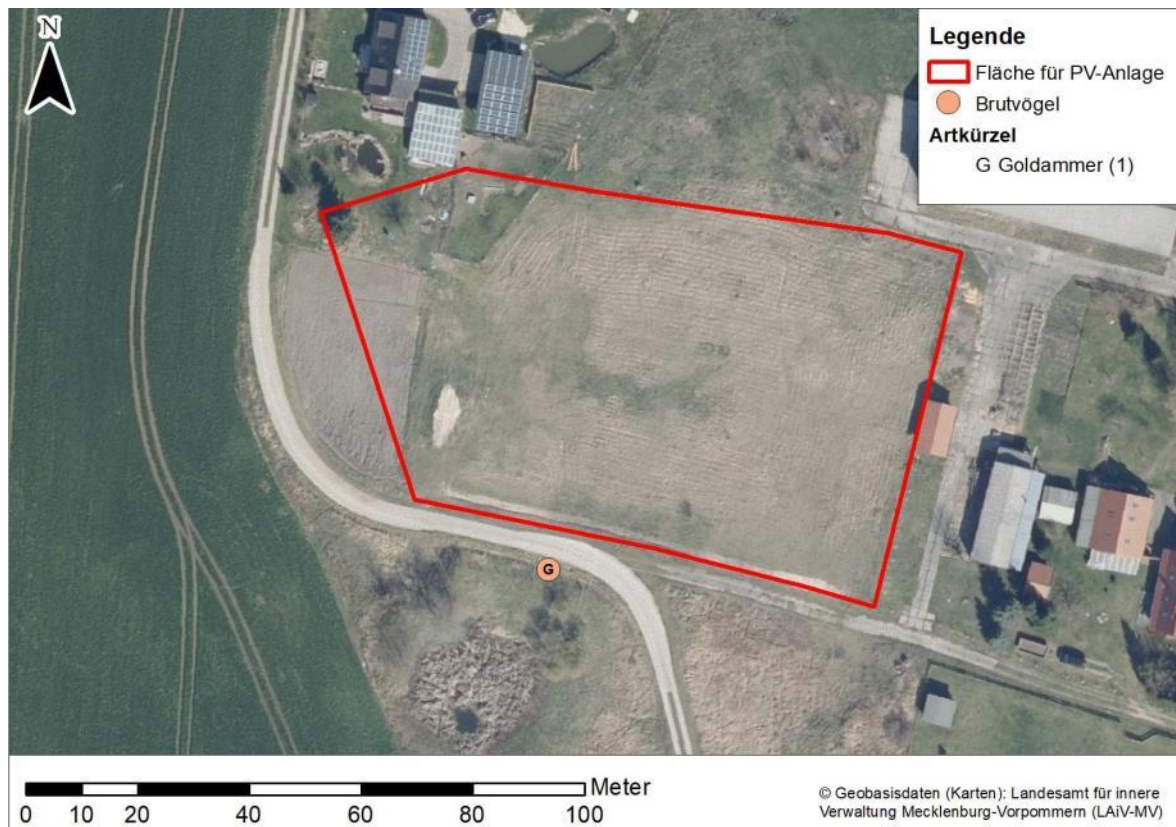 N
Legende
Fläche für PV-Anlage
Brutvögel
Artkürzel
G Goldammer (1)
G
Meter
0 10 20 40 60 80 100
© Geobasisdaten (Karten): Landesamt für innere
Verwaltung Mecklenburg-Vorpommern (LAiV-MV)